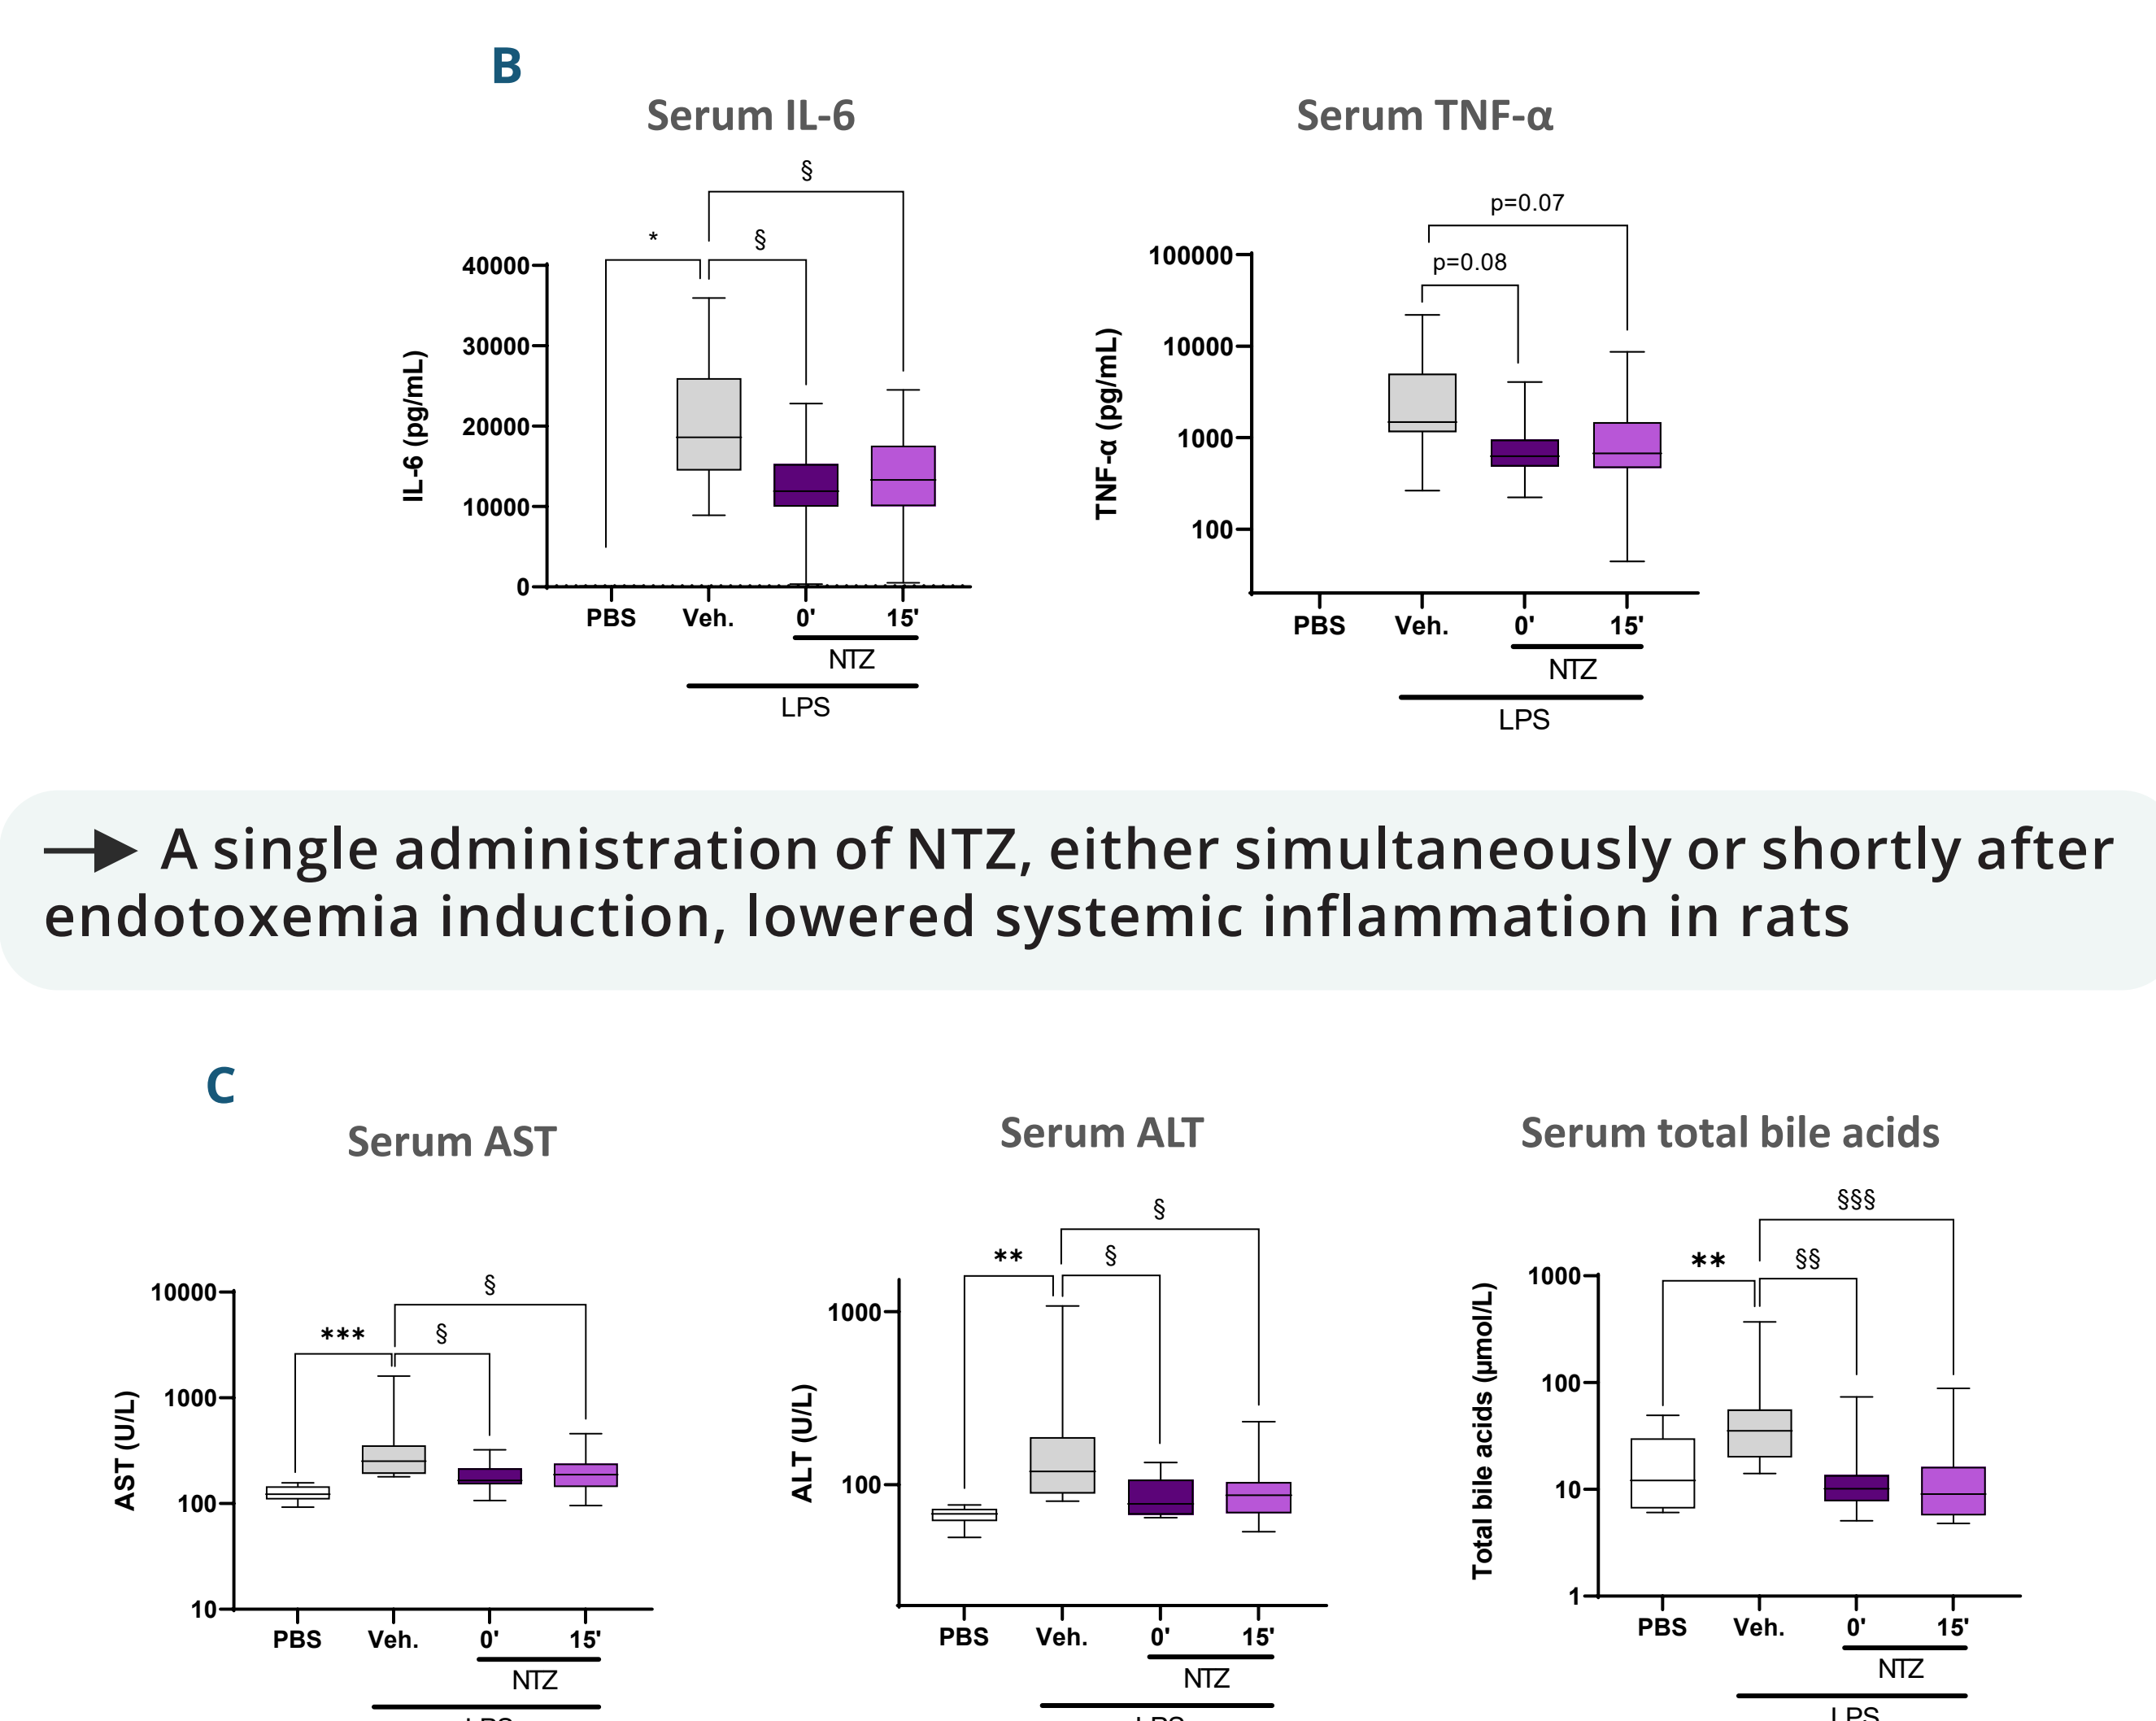 B
Serum IL-6
§
*
§
IL-6 (pg/mL)
40000
30000
20000
10000
0
PBS
Veh.
0'
15'
NTZ
LPS
Serum TNF-α
p=0.07
p=0.08
TNF-α (pg/mL)
100000
10000
1000
100
PBS
Veh.
0'
15'
NTZ
LPS
A single administration of NTZ, either simultaneously or shortly after
endotoxemia induction, lowered systemic inflammation in rats
C
Serum AST
§
***
§
AST (U/L)
10000
1000
100
10
PBS
Veh.
0'
15'
NTZ
LPS
Serum ALT
§
**
§
ALT (U/L)
1000
100
PBS
Veh.
0'
15'
NTZ
LPS
Serum total bile acids
§§§
**
§§
Total bile acids (µmol/L)
1000
100
10
1
PBS
Veh.
0'
15'
NTZ
LPS